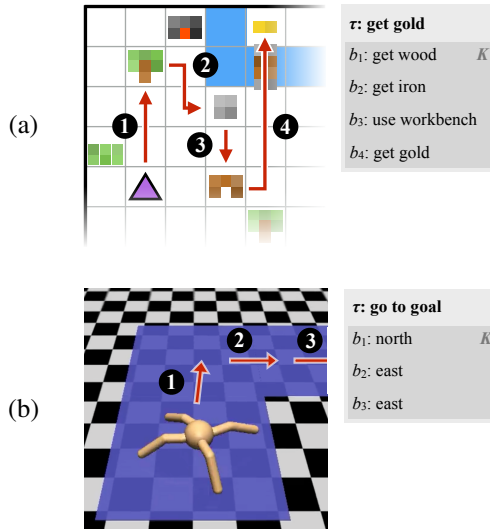 (a)
1
2
3
4
τ: get gold
b₁: get wood K
b₂: get iron
b₃: use workbench
b₄: get gold
(b)
1
2
3
τ: go to goal
b₁: north K
b₂: east
b₃: east